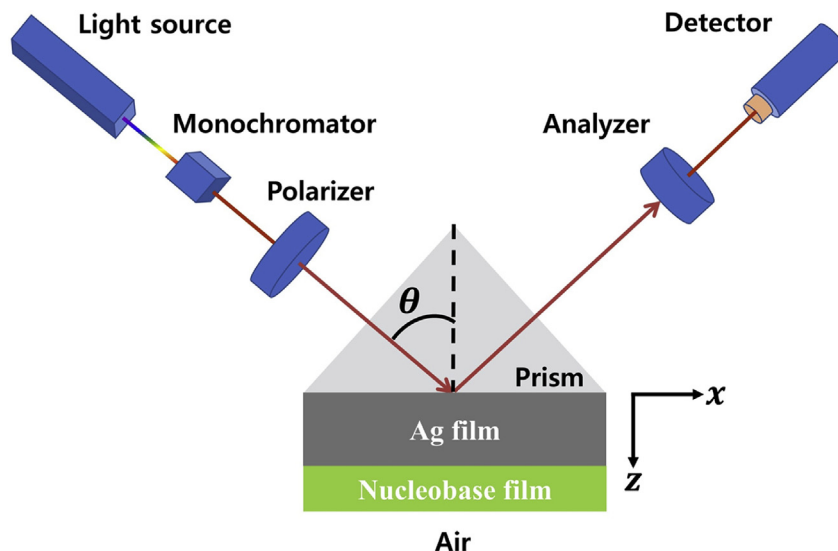 Light source
Detector
Monochromator
Analyzer
Polarizer
θ
Prism
x
Ag film
z
Nucleobase film
Air